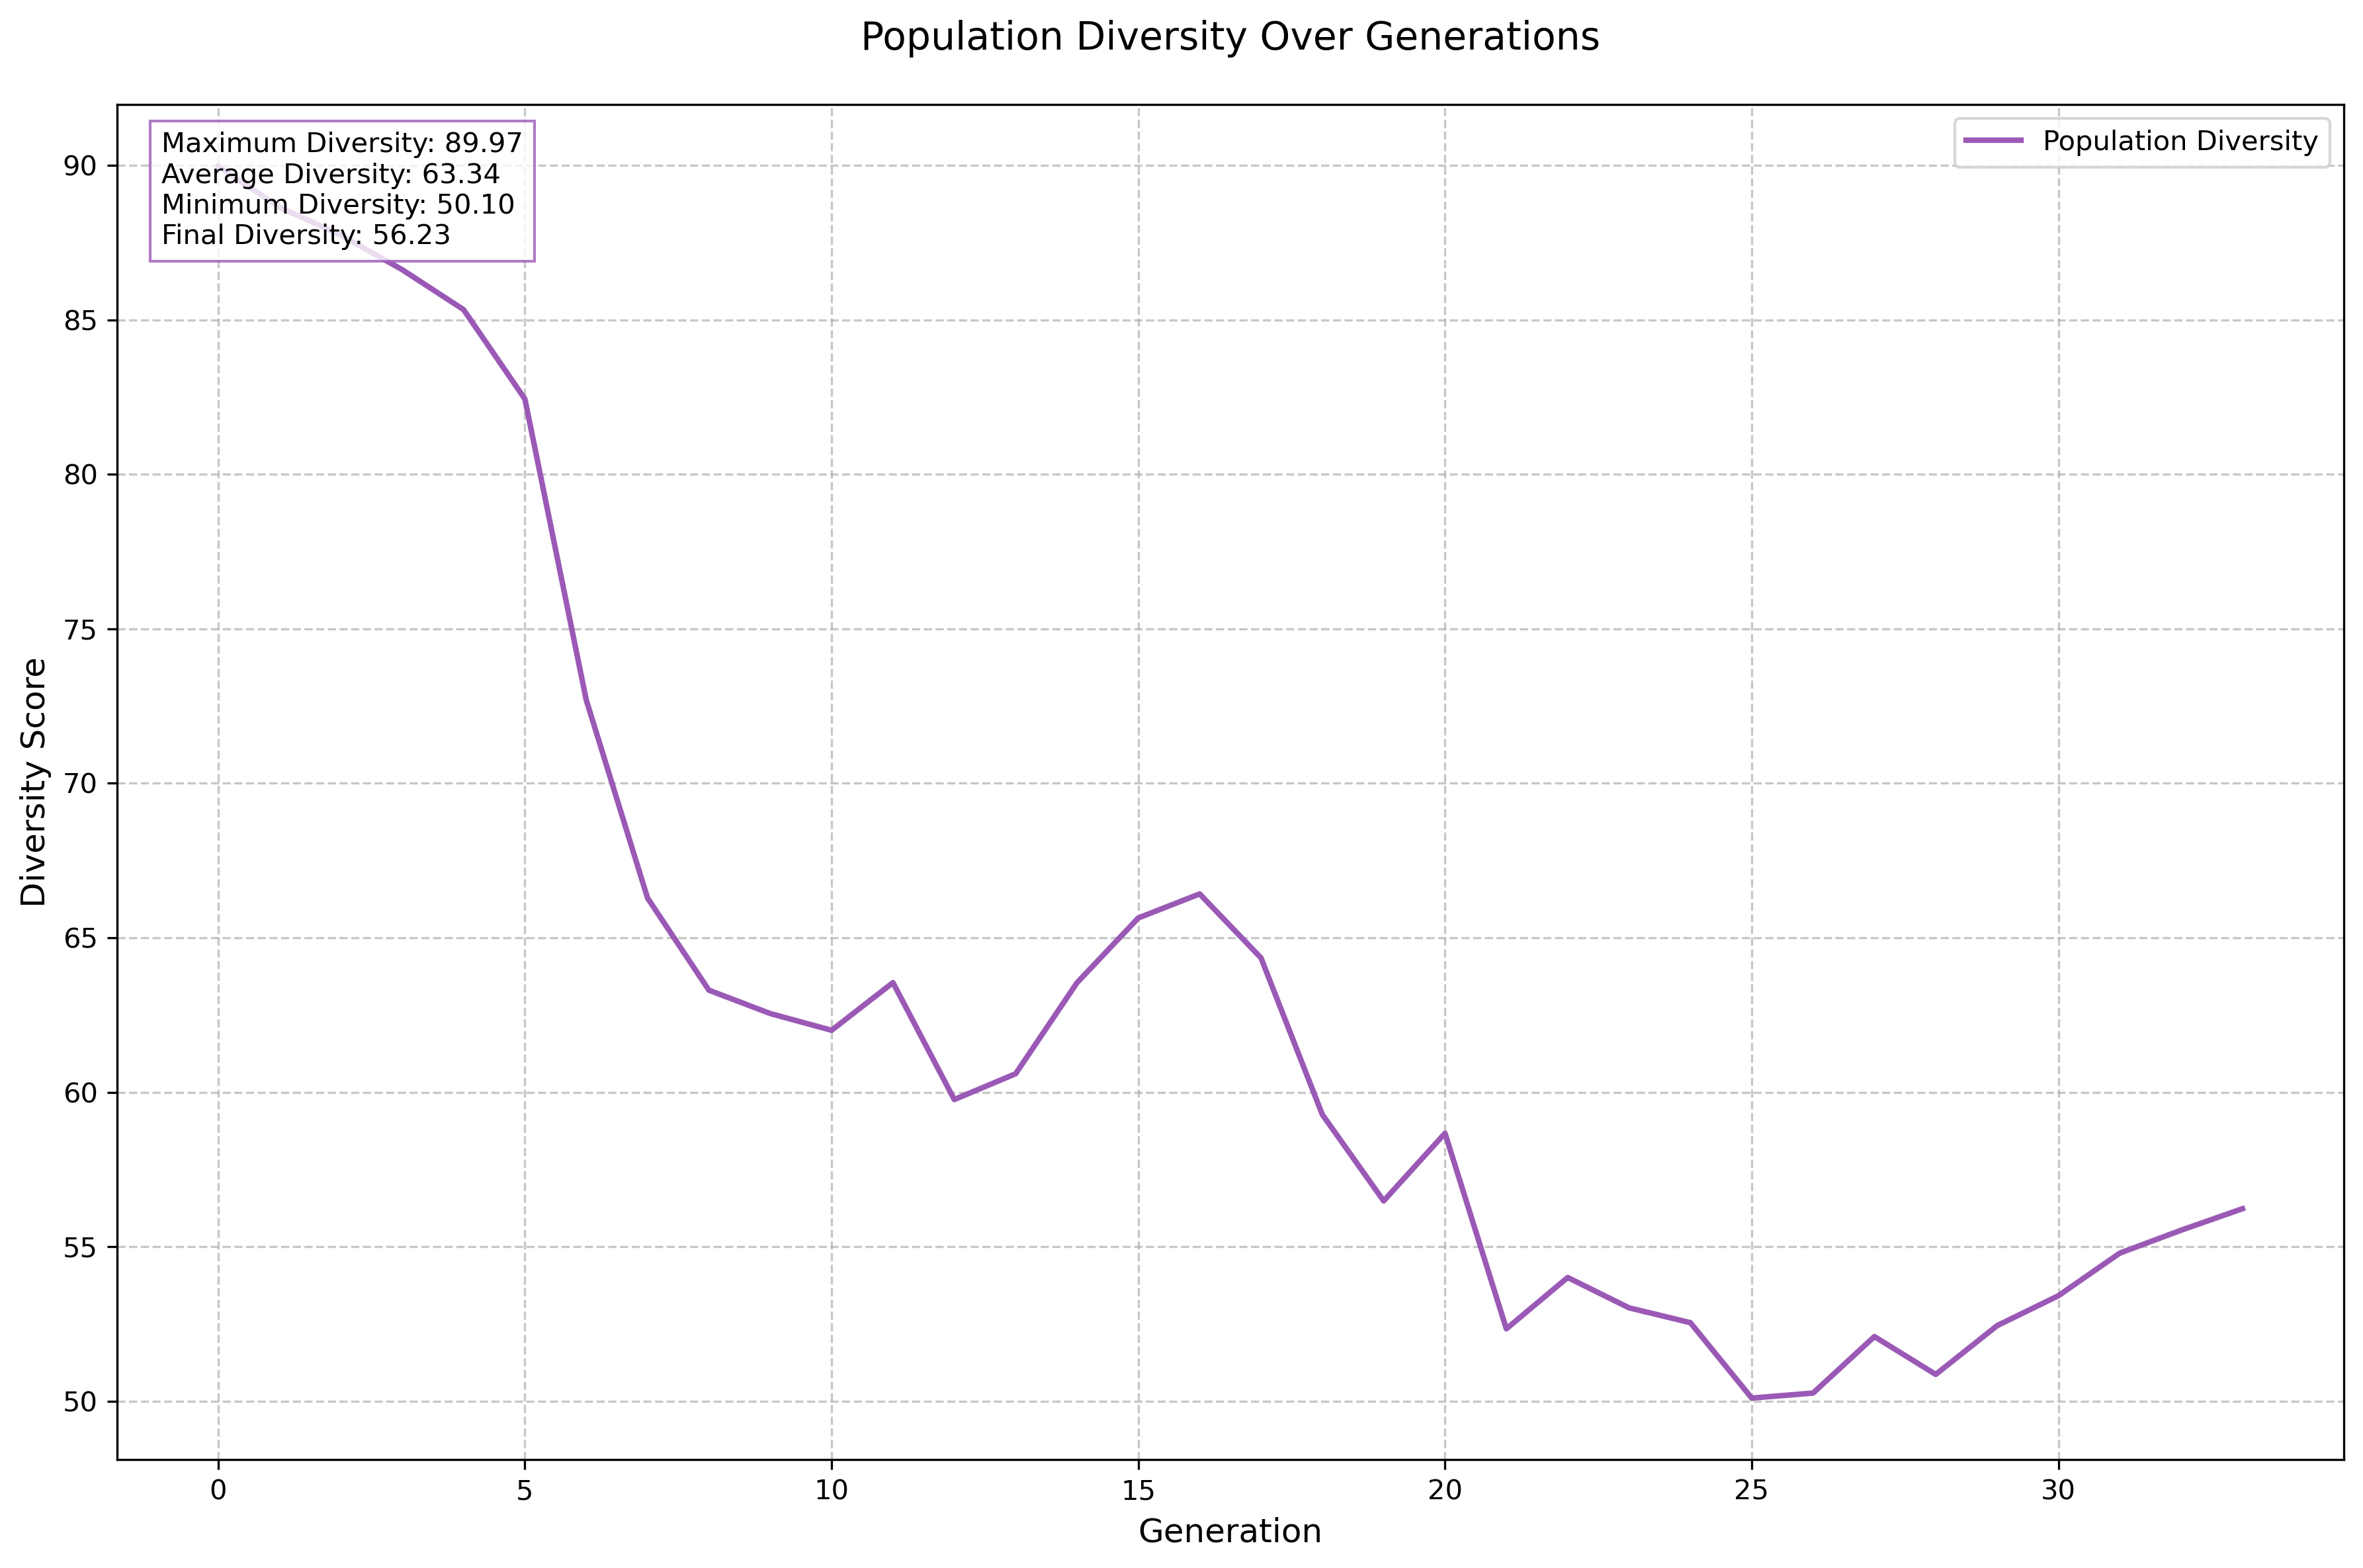 Population Diversity Over Generations
Maximum Diversity: 89.97
Average Diversity: 63.34
Minimum Diversity: 50.10
Final Diversity: 56.23
Population Diversity
90
85
80
75
70
65
60
55
50
Diversity Score
0 5 10 15 20 25 30
Generation